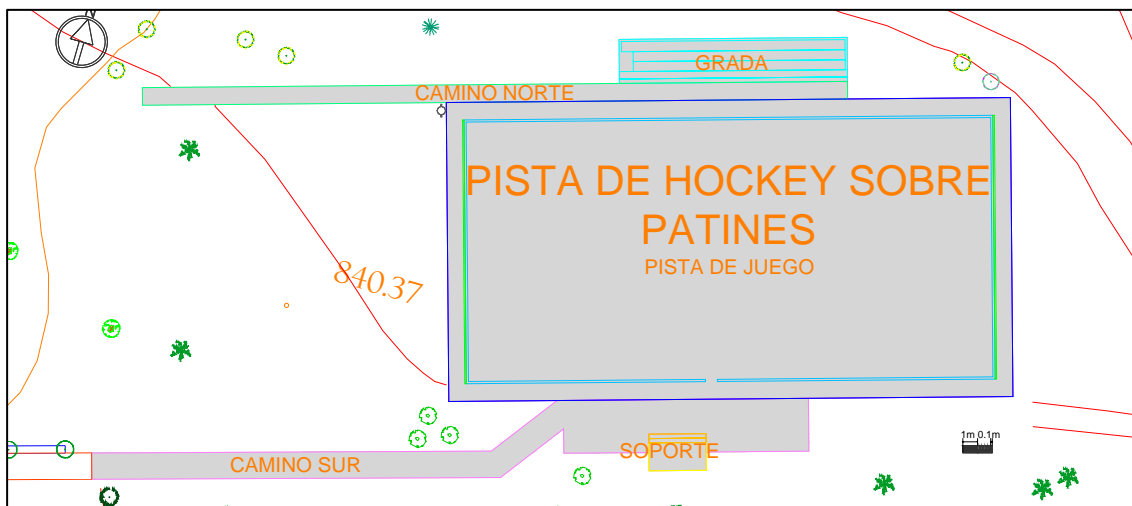 N
GRADA
CAMINO NORTE
PISTA DE HOCKEY SOBRE
PATINES
PISTA DE JUEGO
840.37
1m 0.1m
SOPORTE
CAMINO SUR